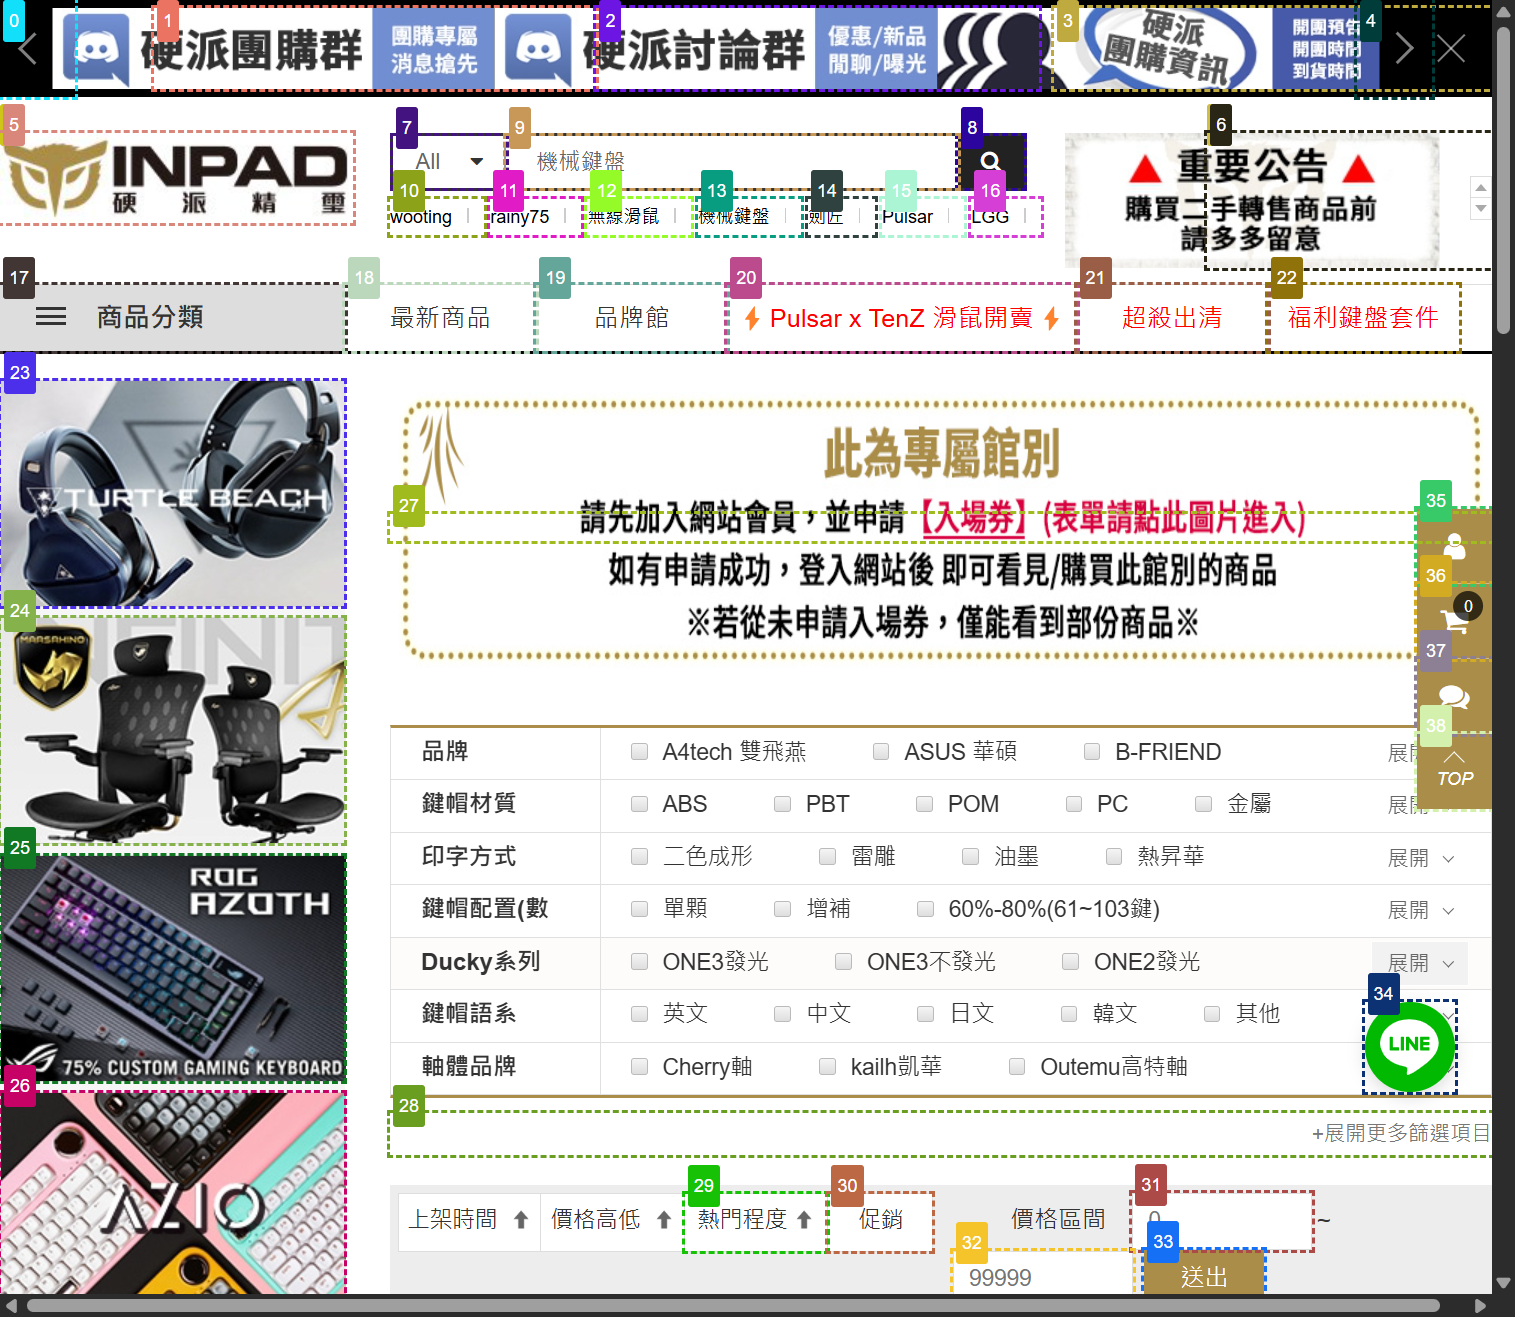 硬派團購群
團購專屬
消息搶先
硬派討論群
優惠/新品
閒聊/曝光
硬派
團購資訊
開團預告
開團時間
到貨時間
INPAD
硬派精璽
All
機械鍵盤
wooting
rainy75
無線滑鼠
機械鍵盤
劍匠
Pulsar
LGG
重要公告
購買二手轉售商品前
請多多留意
商品分類
最新商品
品牌館
Pulsar x TenZ 滑鼠開賣
超殺出清
福利鍵盤套件
TURTLE BEACH
MARSRHINO
ROG
AZOTH
75% CUSTOM GAMING KEYBOARD
AZIO
此為專屬館別
請先加入網站會員，並申請【入場券】(表單請點此圖片進入)
如有申請成功，登入網站後 即可看見/購買此館別的商品
※若從未申請入場券，僅能看到部份商品※
0
TOP
品牌
A4tech 雙飛燕
ASUS 華碩
B-FRIEND
鍵帽材質
ABS
PBT
POM
PC
金屬
印字方式
二色成形
雷雕
油墨
熱昇華
展開
鍵帽配置(數
單顆
增補
60%-80%(61~103鍵)
展開
Ducky系列
ONE3發光
ONE3不發光
ONE2發光
展開
鍵帽語系
英文
中文
日文
韓文
其他
軸體品牌
Cherry軸
kailh凱華
Outemu高特軸
LINE
+展開更多篩選項目
上架時間
價格高低
熱門程度
促銷
價格區間
0
~
99999
送出
0
1
2
3
4
5
6
7
8
9
10
11
12
13
14
15
16
17
18
19
20
21
22
23
24
25
26
27
28
29
30
31
32
33
34
35
36
37
38